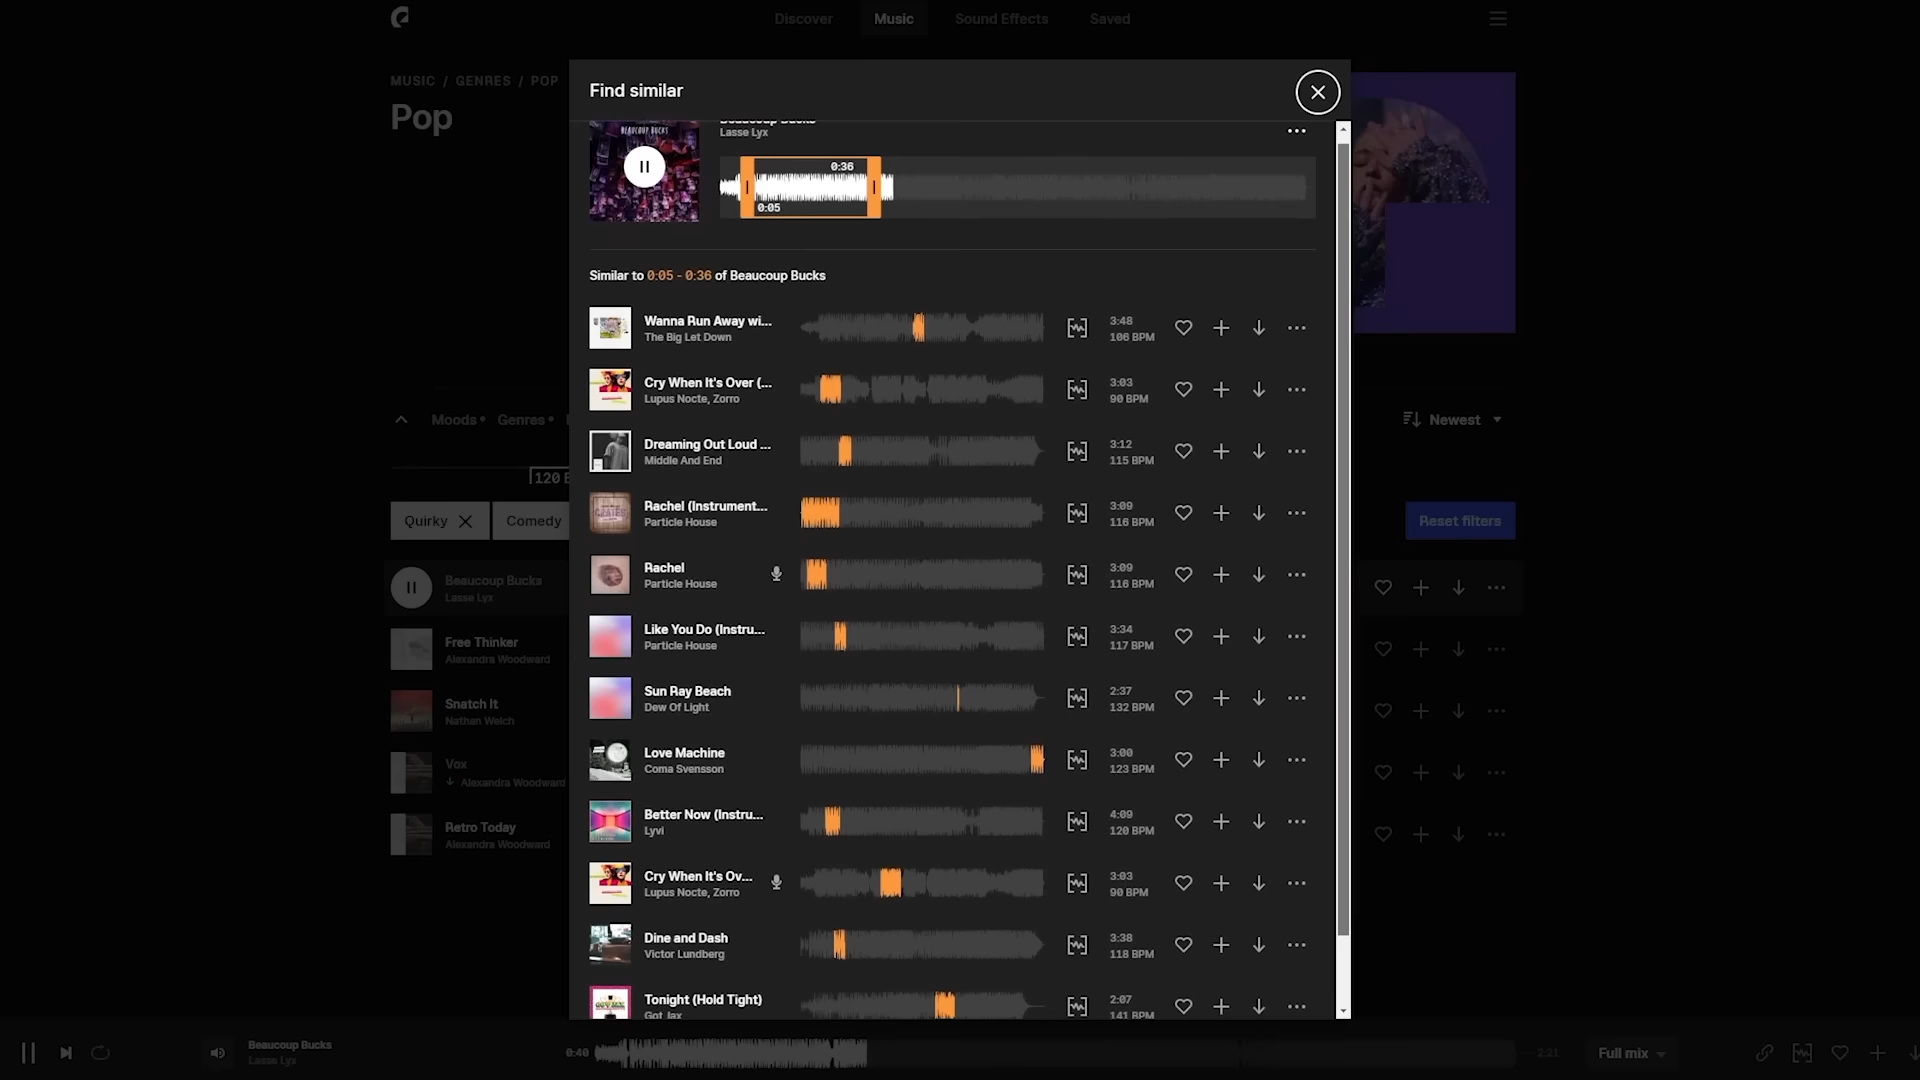 Discover
Music
Sound Effects
Saved
MUSIC / GENRES / POP
Pop
Find similar
BEAUCOUP BUCKS
Beaucoup Bucks
Lasse Lyx
0:36
0:05
Similar to 0:05 - 0:36 of Beaucoup Bucks
Wanna Run Away wi...
The Big Let Down
3:48
106 BPM
Cry When It's Over (...
Lupus Nocte, Zorro
3:03
90 BPM
Moods •
Genres •
Newest
Dreaming Out Loud ...
Middle And End
3:12
115 BPM
120 B
Quirky
Comedy
Reset filters
Rachel (Instrument...
Particle House
3:09
116 BPM
Rachel
Particle House
3:09
116 BPM
Beaucoup Bucks
Lasse Lyx
Like You Do (Instru...
Particle House
3:34
117 BPM
Free Thinker
Alexandra Woodward
Sun Ray Beach
Dew Of Light
2:37
132 BPM
Snatch It
Nathan Welch
Love Machine
Coma Svensson
3:00
123 BPM
Vox
Alexandra Woodward
Better Now (Instru...
Lyvi
4:09
120 BPM
Retro Today
Alexandra Woodward
Cry When It's Ov...
Lupus Nocte, Zorro
3:03
90 BPM
Dine and Dash
Victor Lundberg
3:38
118 BPM
Tonight (Hold Tight)
Got Jax
2:07
141 BPM
Beaucoup Bucks
Lasse Lyx
0:40
2:21
Full mix